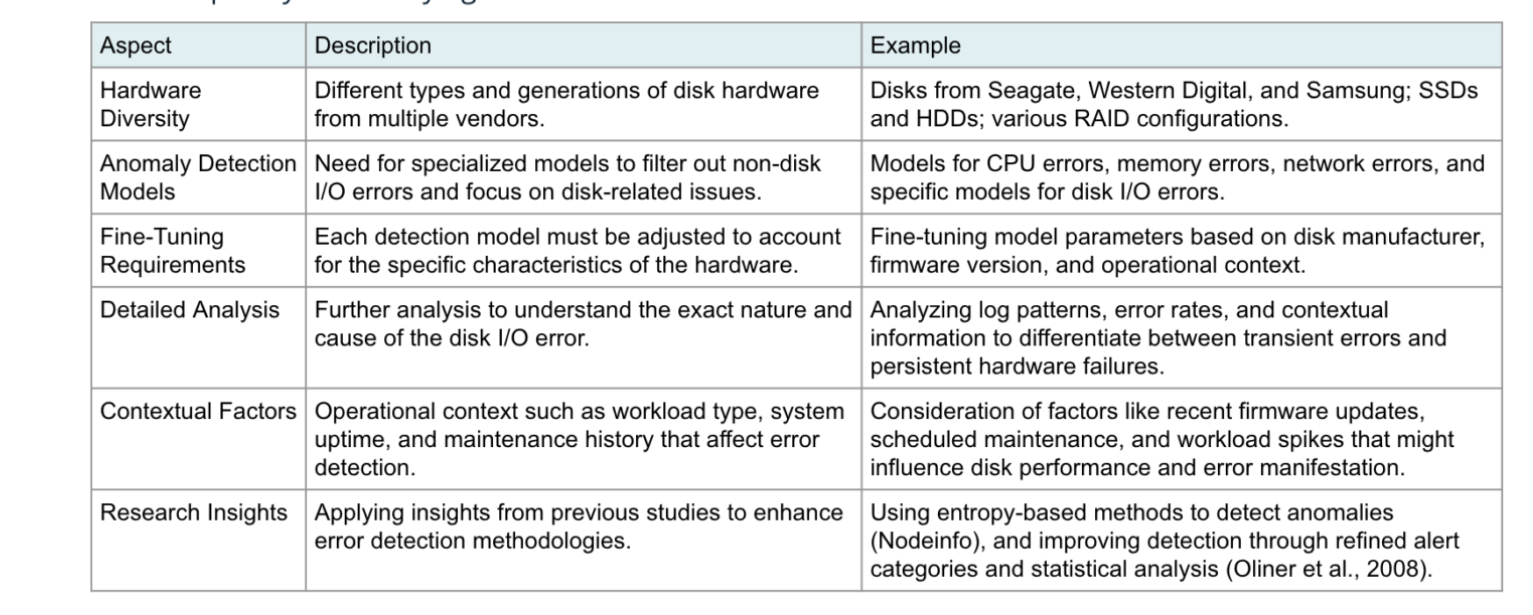 Aspect
Description
Example
Hardware
Diversity
Different types and generations of disk hardware
from multiple vendors.
Disks from Seagate, Western Digital, and Samsung; SSDs
and HDDs; various RAID configurations.
Anomaly Detection
Models
Need for specialized models to filter out non-disk
I/O errors and focus on disk-related issues.
Models for CPU errors, memory errors, network errors, and
specific models for disk I/O errors.
Fine-Tuning
Requirements
Each detection model must be adjusted to account
for the specific characteristics of the hardware.
Fine-tuning model parameters based on disk manufacturer,
firmware version, and operational context.
Detailed Analysis
Further analysis to understand the exact nature and
cause of the disk I/O error.
Analyzing log patterns, error rates, and contextual
information to differentiate between transient errors and
persistent hardware failures.
Contextual Factors
Operational context such as workload type, system
uptime, and maintenance history that affect error
detection.
Consideration of factors like recent firmware updates,
scheduled maintenance, and workload spikes that might
influence disk performance and error manifestation.
Research Insights
Applying insights from previous studies to enhance
error detection methodologies.
Using entropy-based methods to detect anomalies
(Nodeinfo), and improving detection through refined alert
categories and statistical analysis (Oliner et al., 2008).